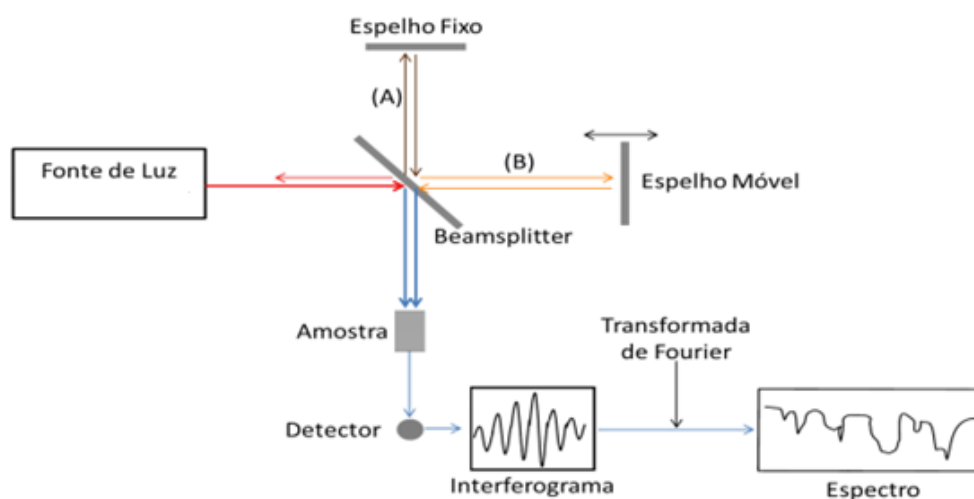 Espelho Fixo
(A)
Fonte de Luz
(B)
Espelho Móvel
Beamsplitter
Amostra
Transformada
de Fourier
Detector
Interferograma
Espectro